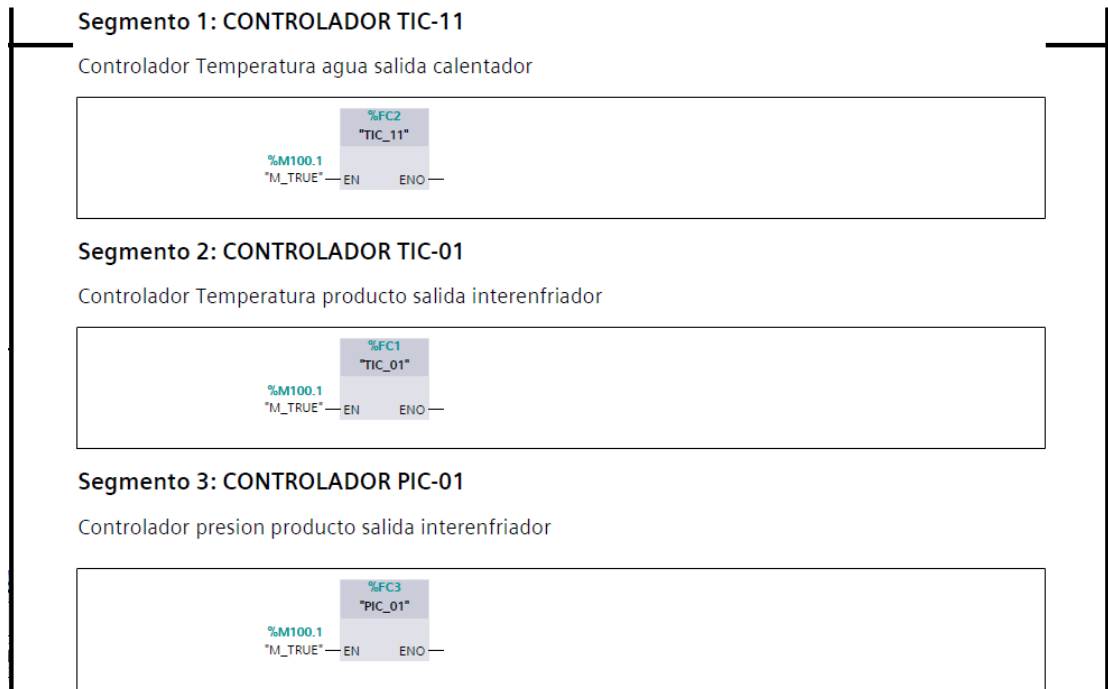 Segmento 1: CONTROLADOR TIC-11
Controlador Temperatura agua salida calentador
%FC2
"TIC_11"
%M100.1
"M_TRUE" EN ENO
Segmento 2: CONTROLADOR TIC-01
Controlador Temperatura producto salida interenfriador
%FC1
"TIC_01"
%M100.1
"M_TRUE" EN ENO
Segmento 3: CONTROLADOR PIC-01
Controlador presion producto salida interenfriador
%FC3
"PIC_01"
%M100.1
"M_TRUE" EN ENO